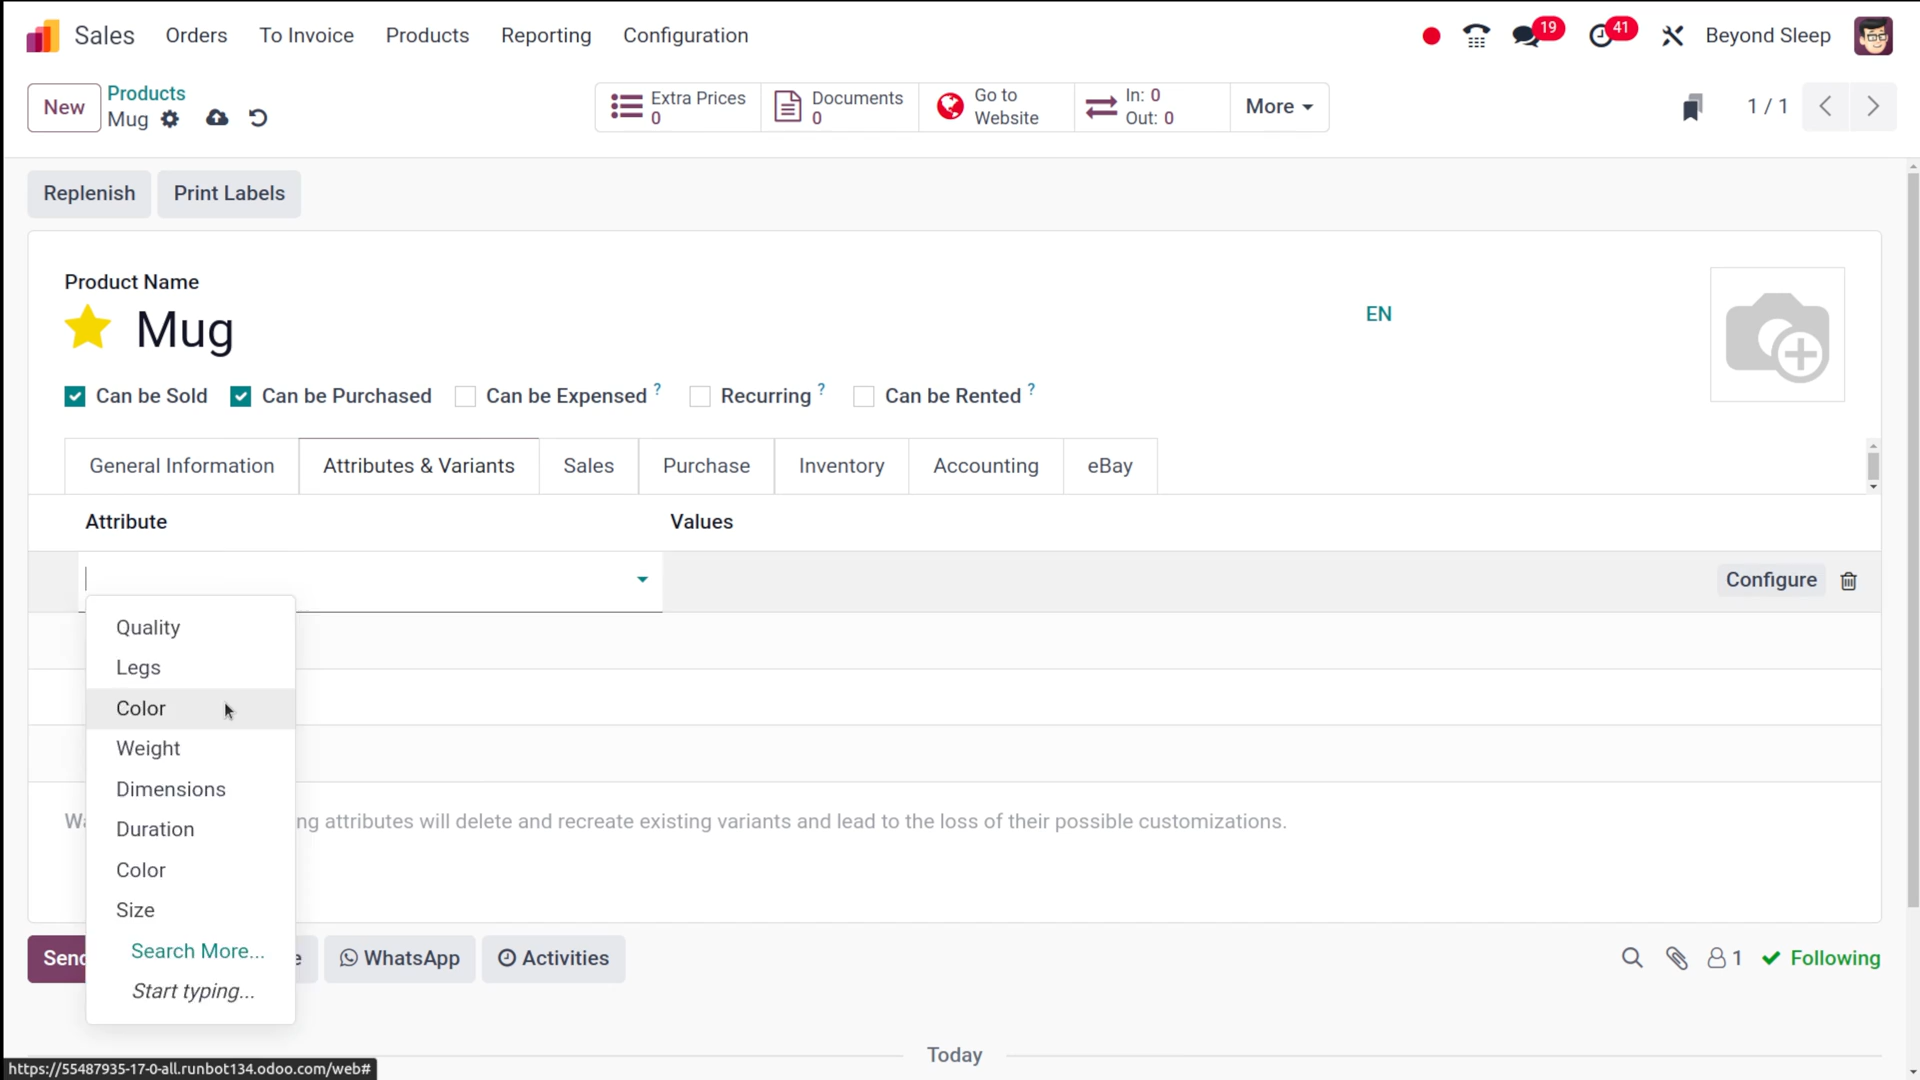 Sales Orders To Invoice Products Reporting Configuration 19 41 Beyond Sleep
New Products Mug Extra Prices 0 Documents 0 Go to Website In: 0 Out: 0 More 1 / 1
Replenish Print Labels
Product Name
Mug EN
Can be Sold Can be Purchased Can be Expensed ? Recurring ? Can be Rented ?
General Information Attributes & Variants Sales Purchase Inventory Accounting eBay
Attribute Values
Configure
Quality
Legs
Color
Weight
Dimensions
ng attributes will delete and recreate existing variants and lead to the loss of their possible customizations.
Duration
Color
Size
Search More...
Start typing...
Send WhatsApp Activities 1 Following
Today
https://55487935-17-0-all.runbot134.odoo.com/web#